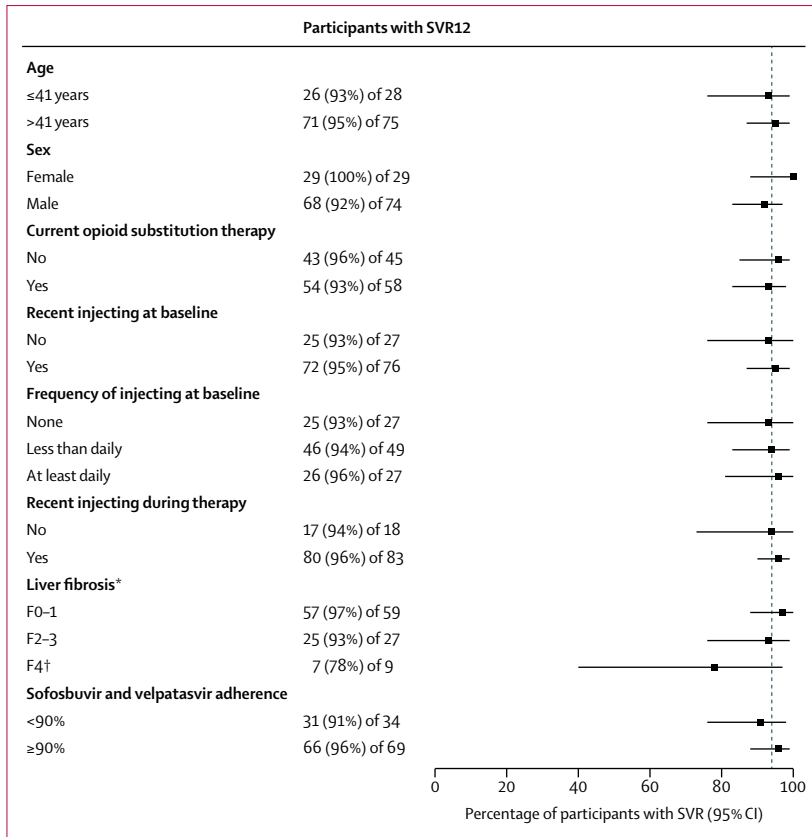 Participants with SVR12
Age
≤41 years 26 (93%) of 28
>41 years 71 (95%) of 75
Sex
Female 29 (100%) of 29
Male 68 (92%) of 74
Current opioid substitution therapy
No 43 (96%) of 45
Yes 54 (93%) of 58
Recent injecting at baseline
No 25 (93%) of 27
Yes 72 (95%) of 76
Frequency of injecting at baseline
None 25 (93%) of 27
Less than daily 46 (94%) of 49
At least daily 26 (96%) of 27
Recent injecting during therapy
No 17 (94%) of 18
Yes 80 (96%) of 83
Liver fibrosis*
F0–1 57 (97%) of 59
F2–3 25 (93%) of 27
F4† 7 (78%) of 9
Sofosbuvir and velpatasvir adherence
<90% 31 (91%) of 34
≥90% 66 (96%) of 69
0 20 40 60 80 100
Percentage of participants with SVR (95% CI)